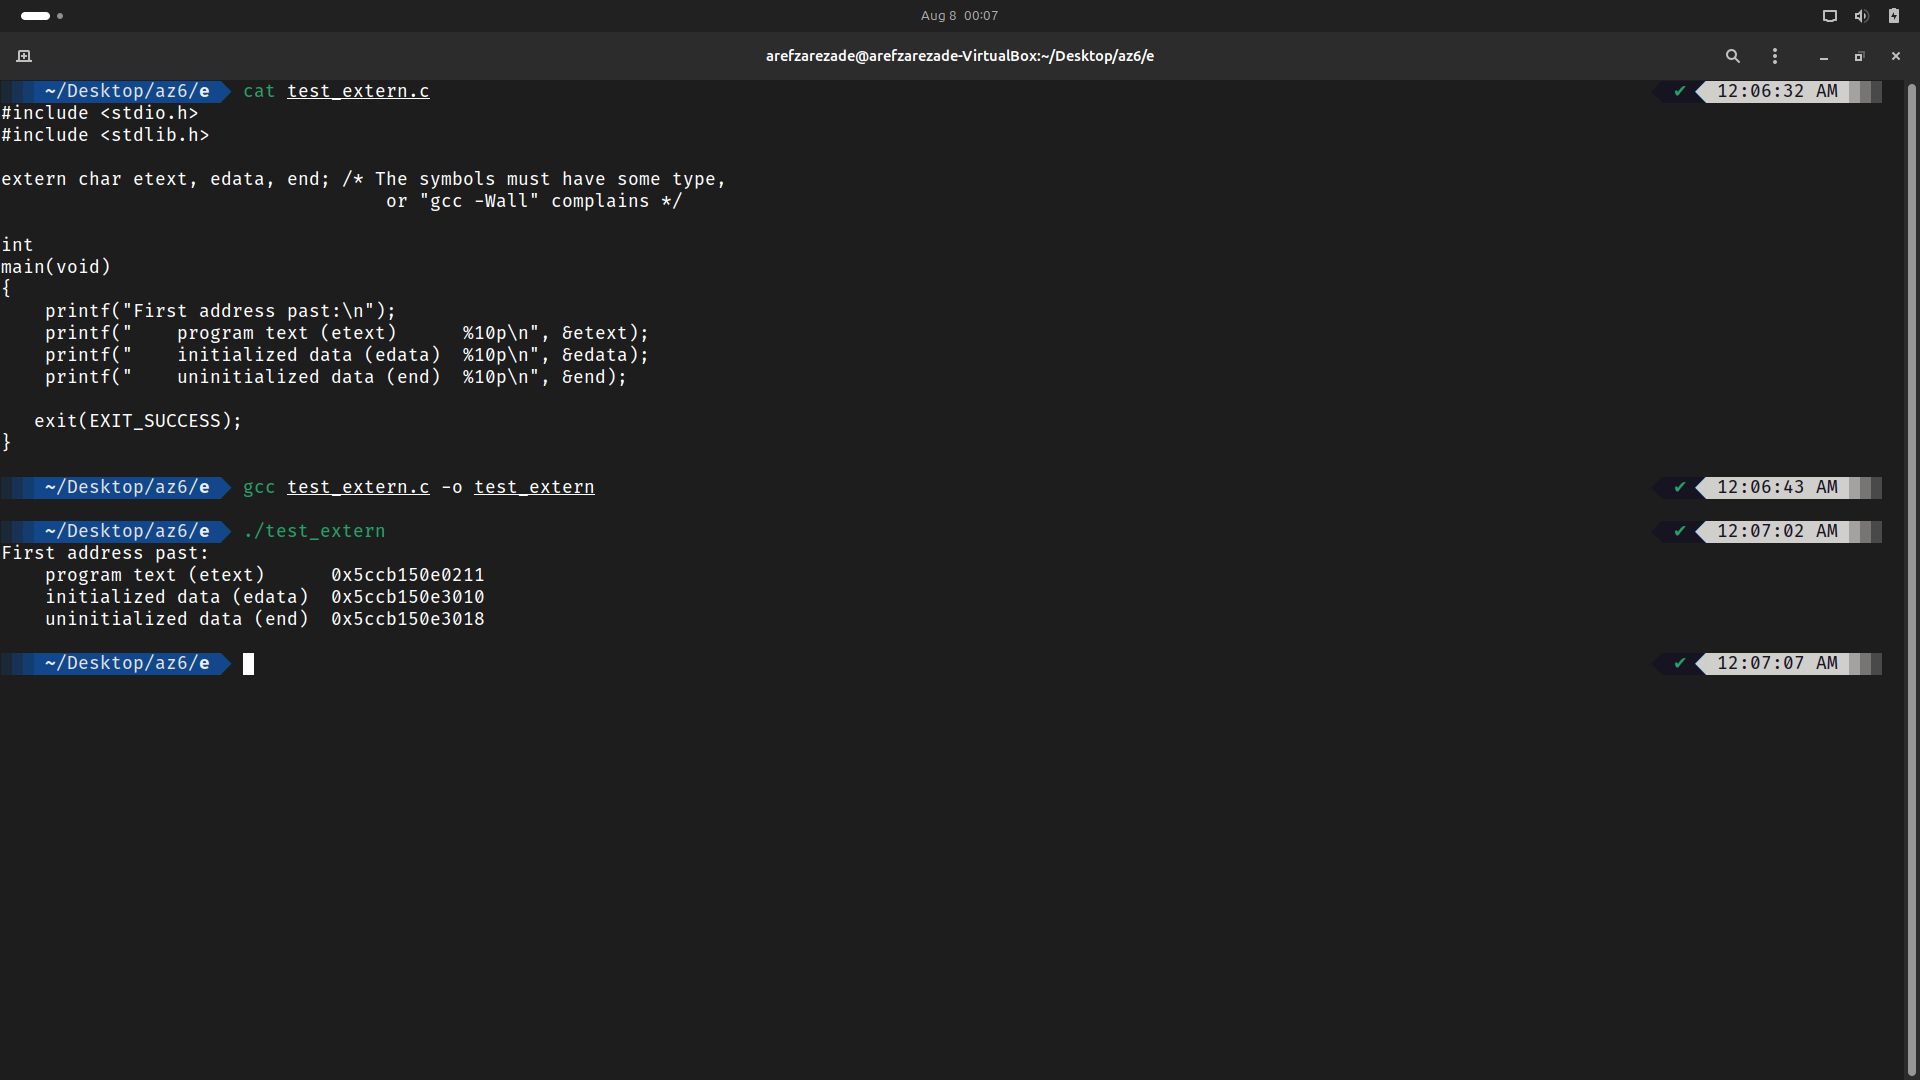 Aug 8 00:07
arefzarezade@arefzarezade-VirtualBox:~/Desktop/az6/e
~/Desktop/az6/e cat test_extern.c ✔ 12:06:32 AM
#include <stdio.h>
#include <stdlib.h>
extern char etext, edata, end; /* The symbols must have some type,
or "gcc -Wall" complains */
int
main(void)
{
printf("First address past:\n");
printf("    program text (etext)      %10p\n", &etext);
printf("    initialized data (edata)  %10p\n", &edata);
printf("    uninitialized data (end)  %10p\n", &end);
exit(EXIT_SUCCESS);
}
~/Desktop/az6/e gcc test_extern.c -o test_extern ✔ 12:06:43 AM
~/Desktop/az6/e ./test_extern ✔ 12:07:02 AM
First address past:
program text (etext)      0x5ccb150e0211
initialized data (edata)  0x5ccb150e3010
uninitialized data (end)  0x5ccb150e3018
~/Desktop/az6/e ✔ 12:07:07 AM